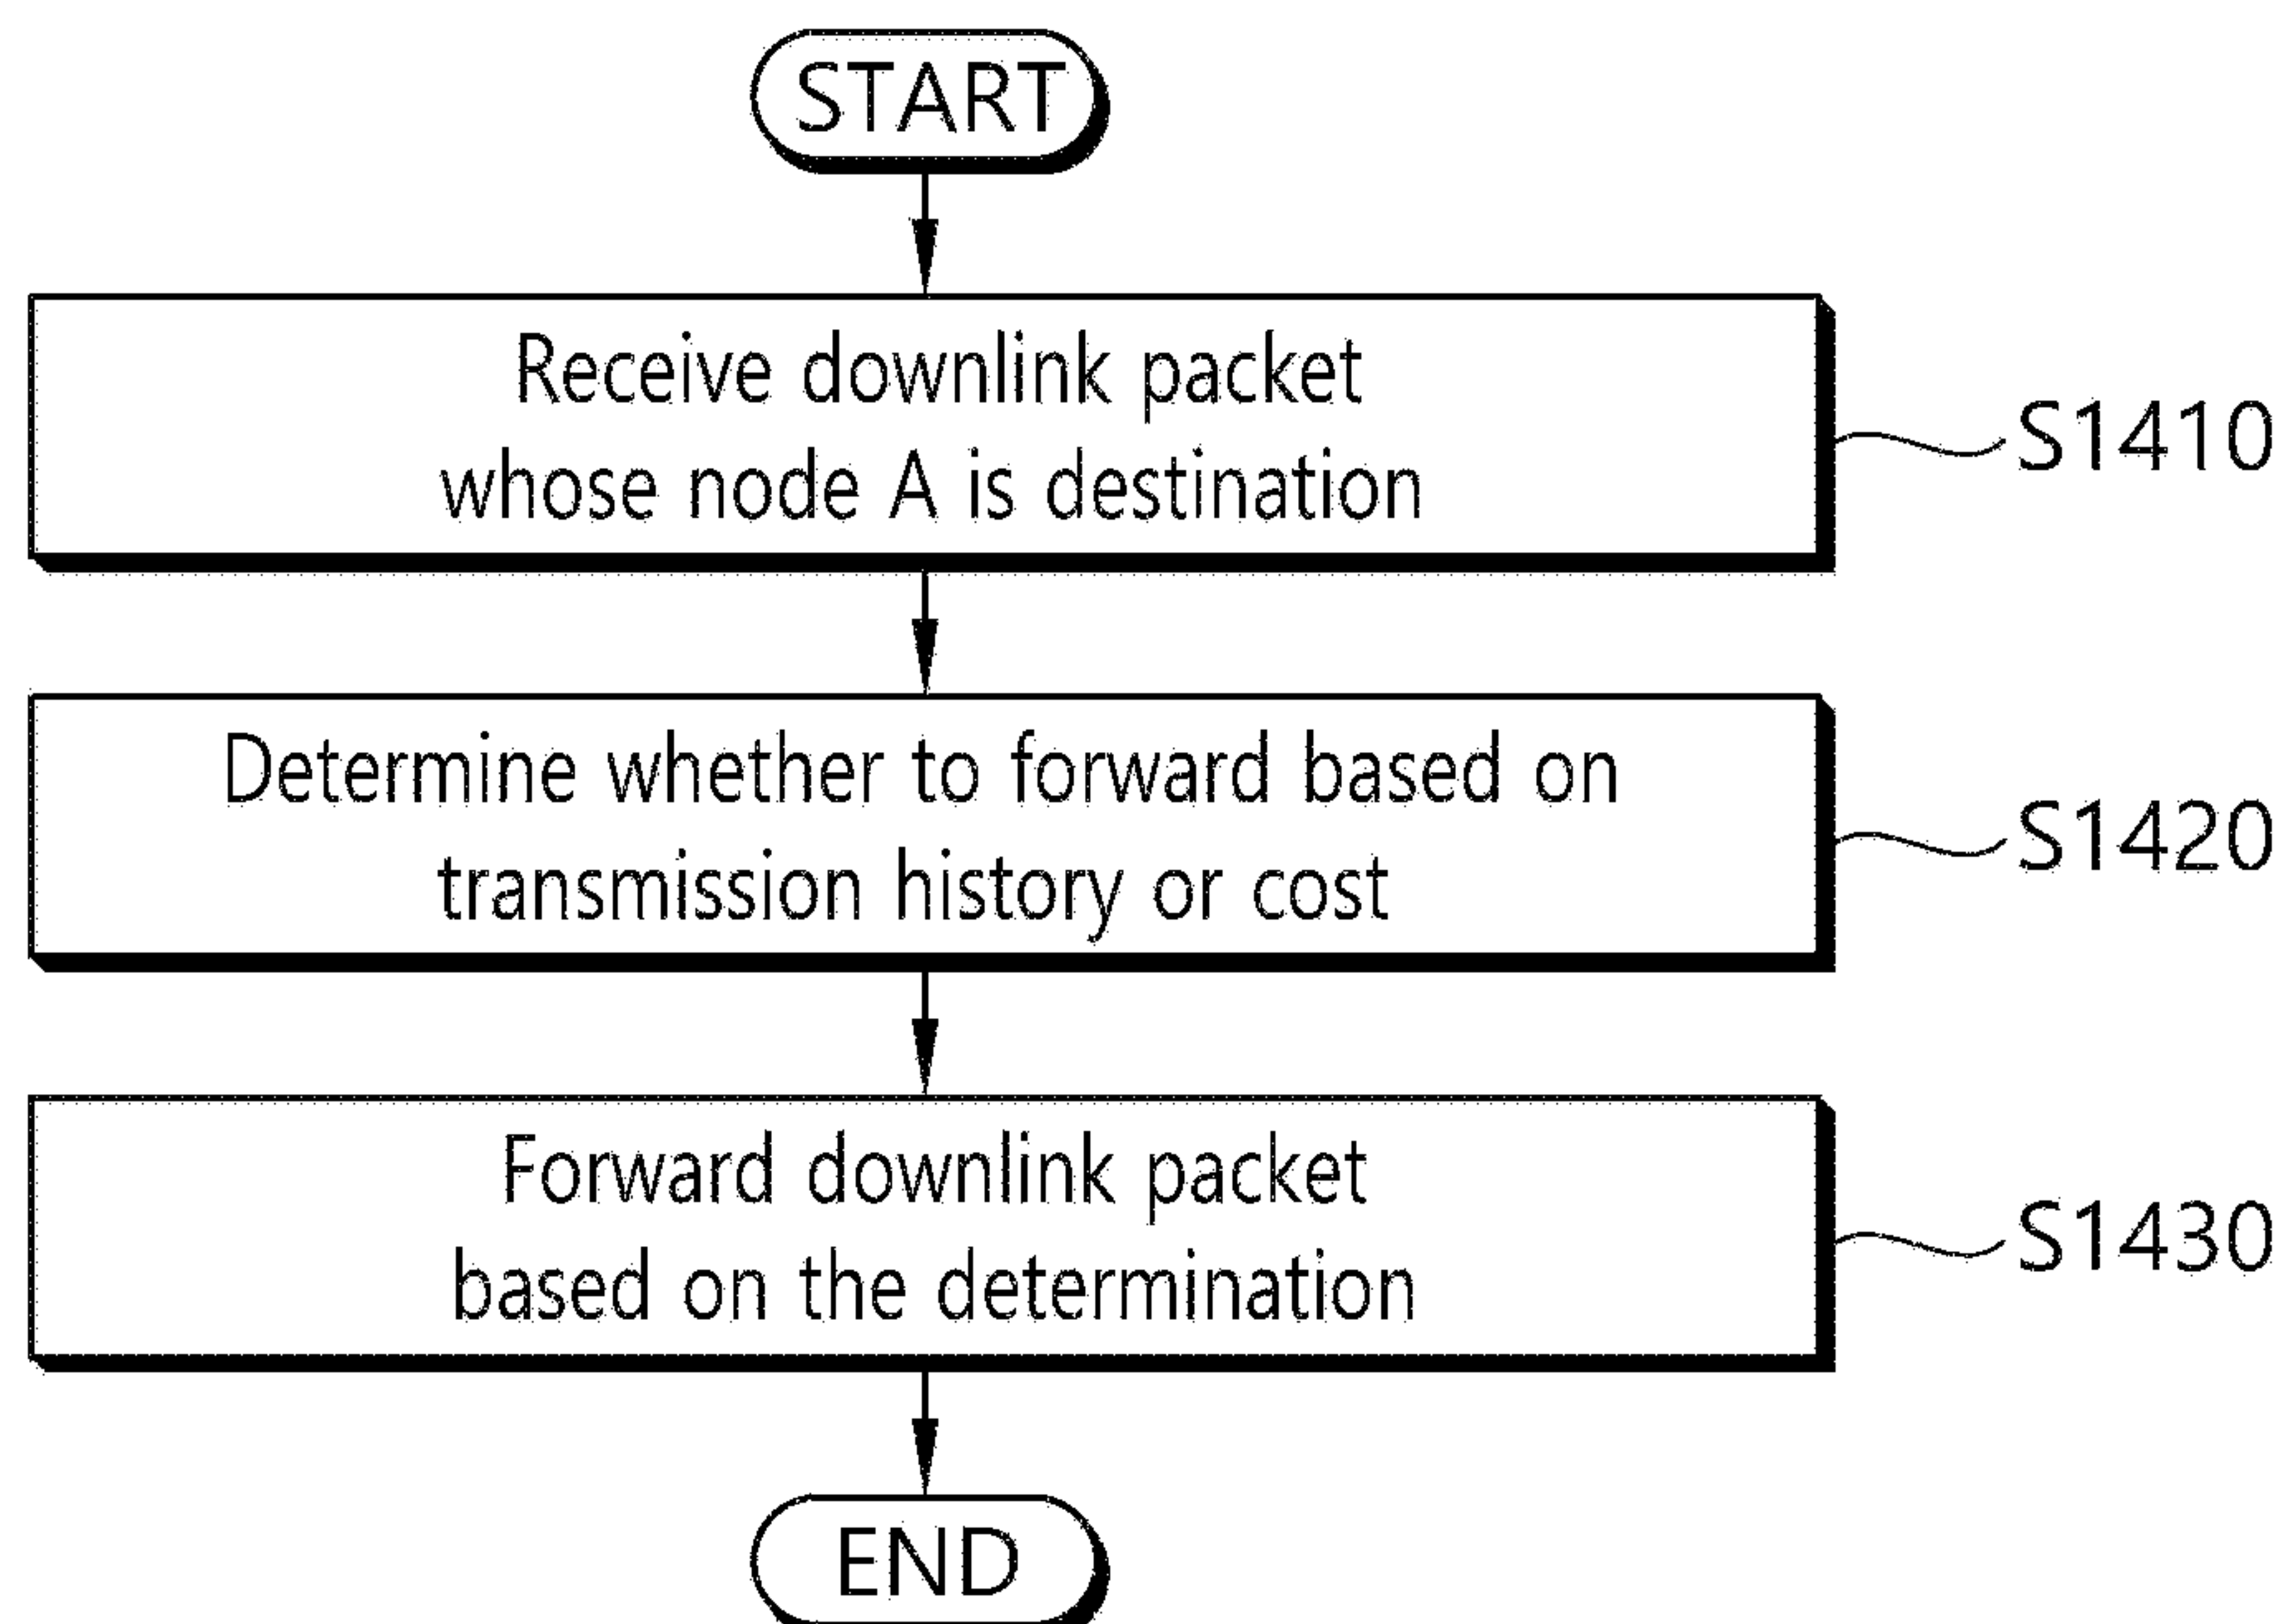 START
Receive downlink packet
whose node A is destination
S1410
Determine whether to forward based on
transmission history or cost
S1420
Forward downlink packet
based on the determination
S1430
END